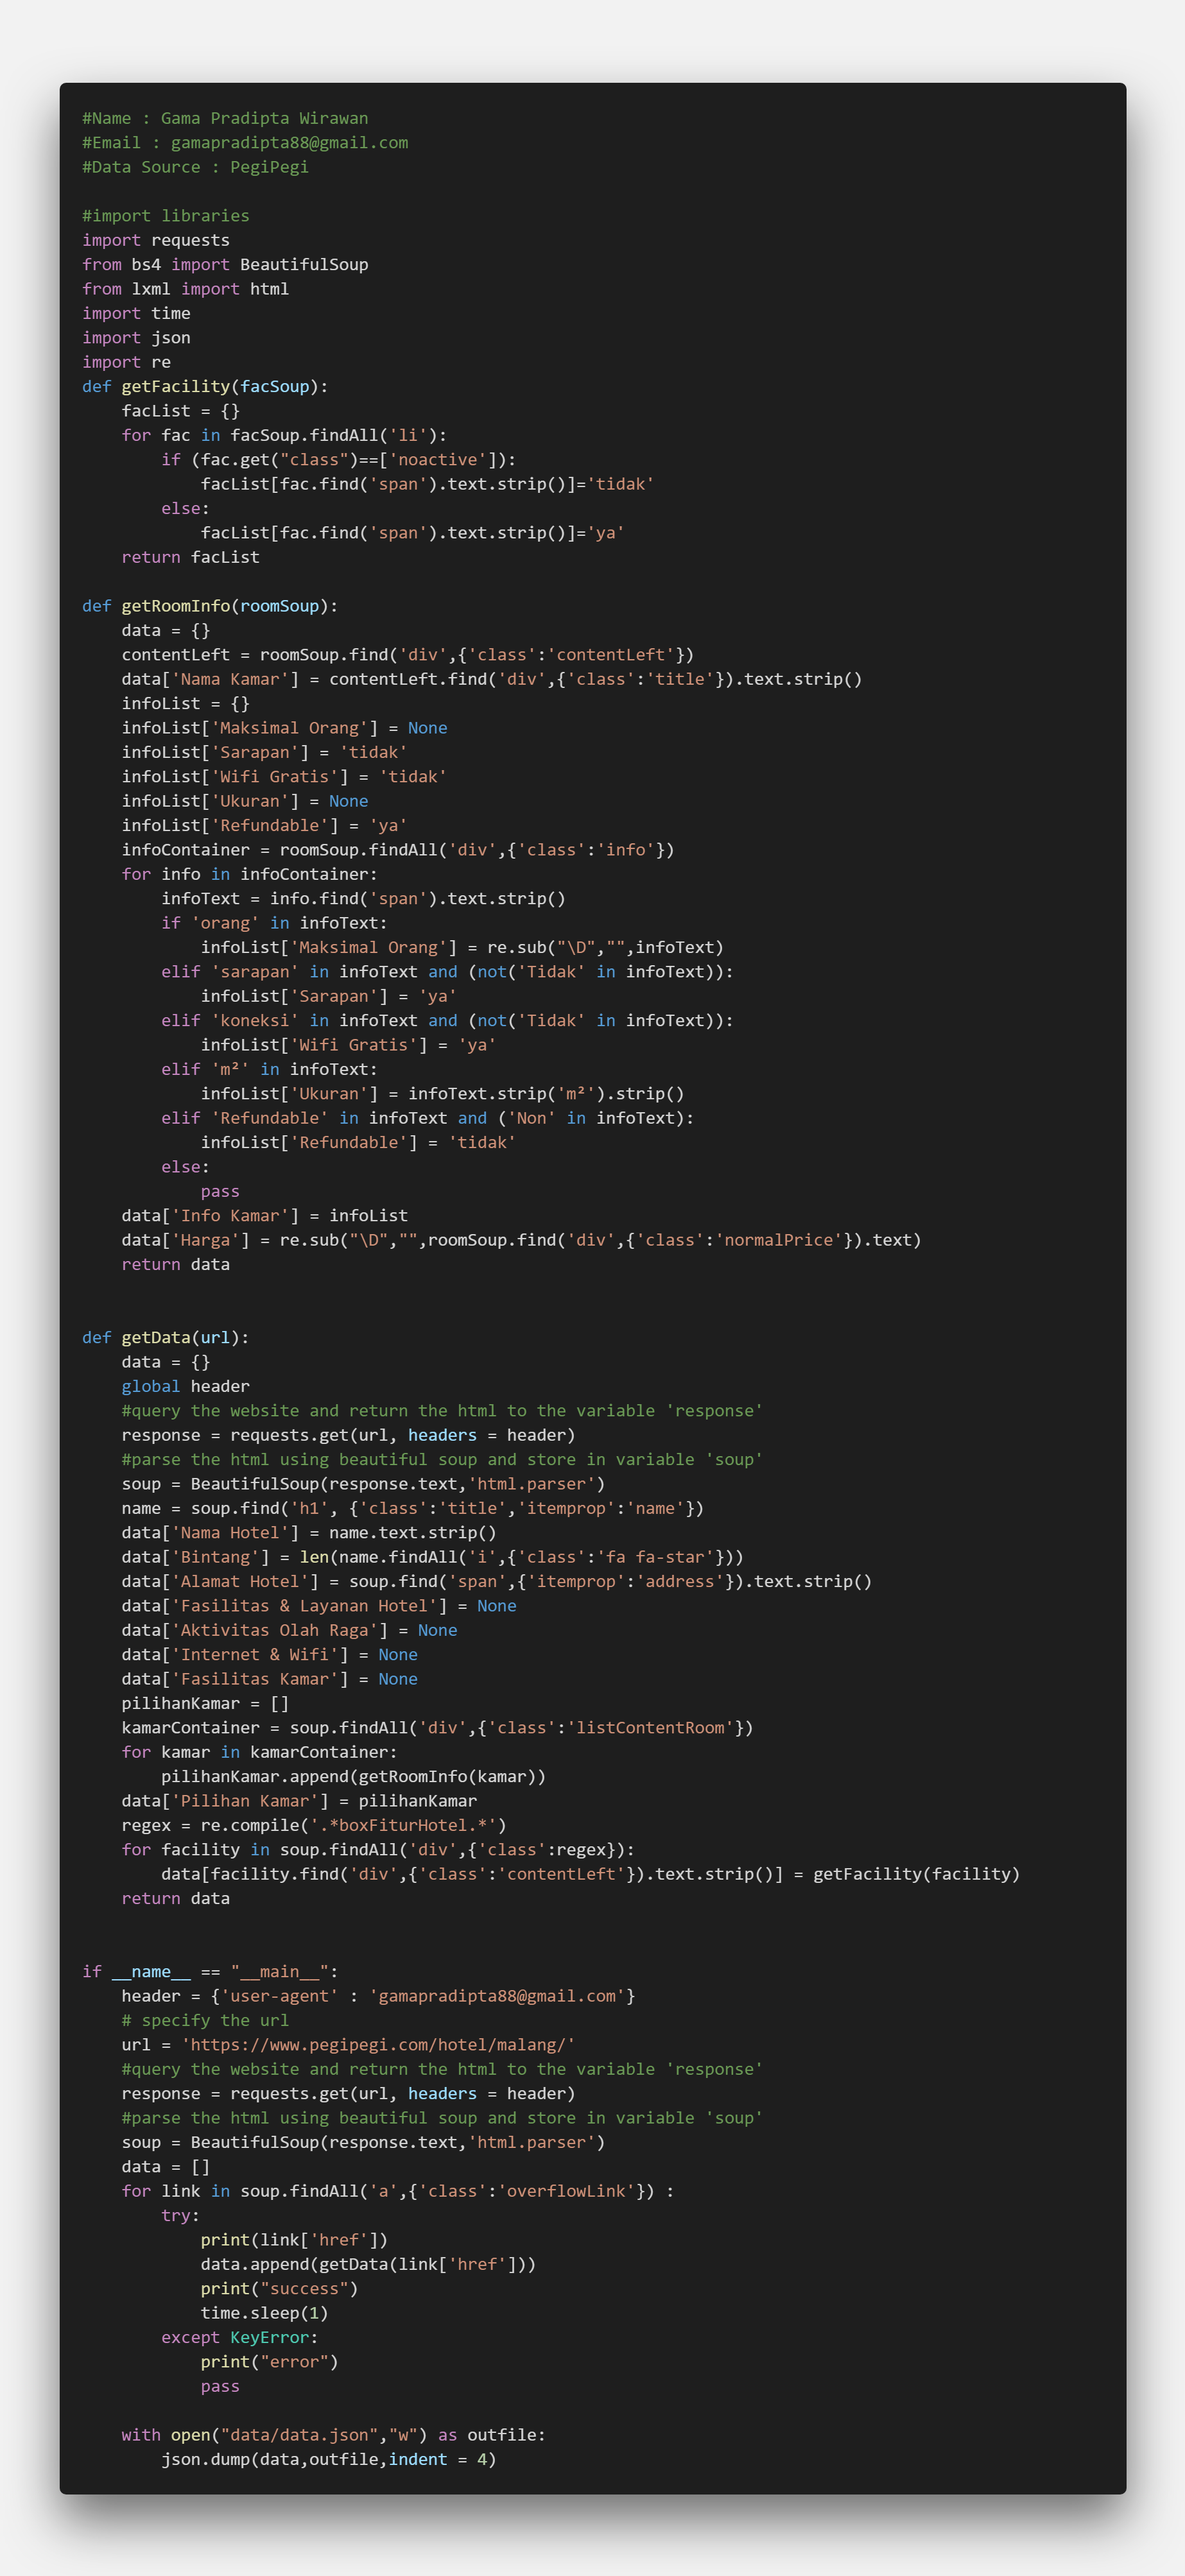 #Name : Gama Pradipta Wirawan
#Email : gamapradipta88@gmail.com
#Data Source : PegiPegi

#import libraries
import requests
from bs4 import BeautifulSoup
from lxml import html
import time
import json
import re
def getFacility(facSoup):
    facList = {}
    for fac in facSoup.findAll('li'):
        if (fac.get("class")==['noactive']):
            facList[fac.find('span').text.strip()]='tidak'
        else:
            facList[fac.find('span').text.strip()]='ya'
    return facList

def getRoomInfo(roomSoup):
    data = {}
    contentLeft = roomSoup.find('div',{'class':'contentLeft'})
    data['Nama Kamar'] = contentLeft.find('div',{'class':'title'}).text.strip()
    infoList = {}
    infoList['Maksimal Orang'] = None
    infoList['Sarapan'] = 'tidak'
    infoList['Wifi Gratis'] = 'tidak'
    infoList['Ukuran'] = None
    infoList['Refundable'] = 'ya'
    infoContainer = roomSoup.findAll('div',{'class':'info'})
    for info in infoContainer:
        infoText = info.find('span').text.strip()
        if 'orang' in infoText:
            infoList['Maksimal Orang'] = re.sub("\D","",infoText)
        elif 'sarapan' in infoText and (not('Tidak' in infoText)):
            infoList['Sarapan'] = 'ya'
        elif 'koneksi' in infoText and (not('Tidak' in infoText)):
            infoList['Wifi Gratis'] = 'ya'
        elif 'm²' in infoText:
            infoList['Ukuran'] = infoText.strip('m²').strip()
        elif 'Refundable' in infoText and ('Non' in infoText):
            infoList['Refundable'] = 'tidak'
        else:
            pass
    data['Info Kamar'] = infoList
    data['Harga'] = re.sub("\D","",roomSoup.find('div',{'class':'normalPrice'}).text)
    return data


def getData(url):
    data = {}
    global header
    #query the website and return the html to the variable 'response'
    response = requests.get(url, headers = header)
    #parse the html using beautiful soup and store in variable 'soup'
    soup = BeautifulSoup(response.text,'html.parser')
    name = soup.find('h1', {'class':'title','itemprop':'name'})
    data['Nama Hotel'] = name.text.strip()
    data['Bintang'] = len(name.findAll('i',{'class':'fa fa-star'}))
    data['Alamat Hotel'] = soup.find('span',{'itemprop':'address'}).text.strip()
    data['Fasilitas & Layanan Hotel'] = None
    data['Aktivitas Olah Raga'] = None
    data['Internet & Wifi'] = None
    data['Fasilitas Kamar'] = None
    pilihanKamar = []
    kamarContainer = soup.findAll('div',{'class':'listContentRoom'})
    for kamar in kamarContainer:
        pilihanKamar.append(getRoomInfo(kamar))
    data['Pilihan Kamar'] = pilihanKamar
    regex = re.compile('.*boxFiturHotel.*')
    for facility in soup.findAll('div',{'class':regex}):
        data[facility.find('div',{'class':'contentLeft'}).text.strip()] = getFacility(facility)
    return data


if __name__ == "__main__":
    header = {'user-agent' : 'gamapradipta88@gmail.com'}
    # specify the url
    url = 'https://www.pegipegi.com/hotel/malang/'
    #query the website and return the html to the variable 'response'
    response = requests.get(url, headers = header)
    #parse the html using beautiful soup and store in variable 'soup'
    soup = BeautifulSoup(response.text,'html.parser')
    data = []
    for link in soup.findAll('a',{'class':'overflowLink'}) :
        try:
            print(link['href'])
            data.append(getData(link['href']))
            print("success")
            time.sleep(1)
        except KeyError:
            print("error")
            pass

    with open("data/data.json","w") as outfile:
        json.dump(data,outfile,indent = 4)